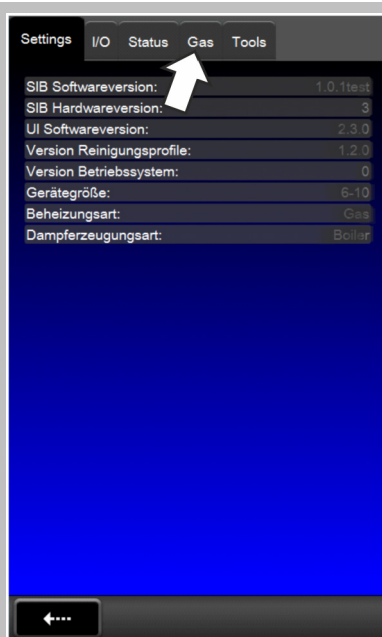 Settings I/O Status Gas Tools
SIB Softwareversion: 1.0.1test
SIB Hardwareversion: 3
UI Softwareversion: 2.3.0
Version Reinigungsprofile: 1.2.0
Version Betriebssystem: 0
Gerätegröße: 6-10
Beheizungsart: Gas
Dampferzeugungsart: Boiler